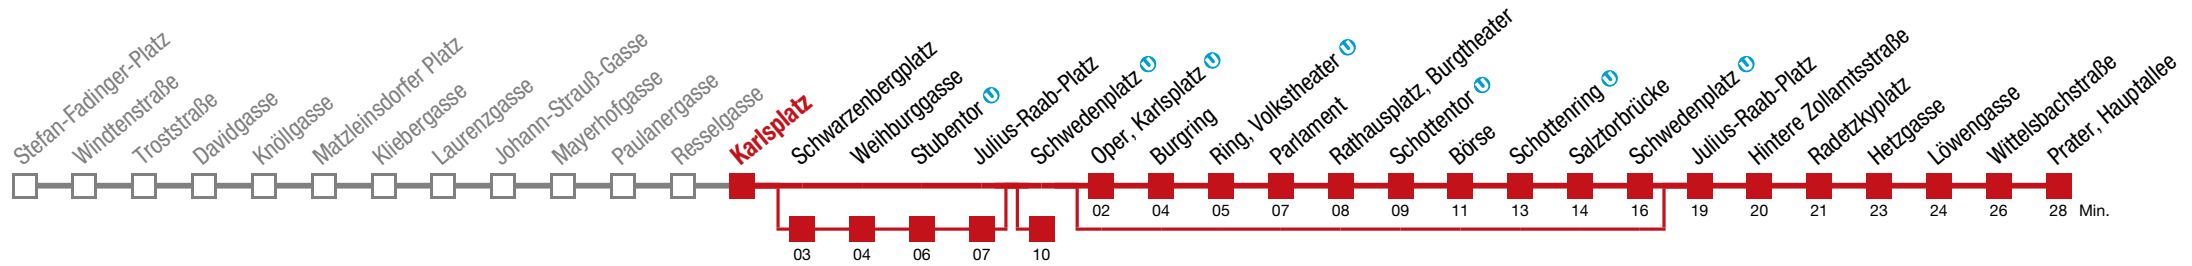 Stefan-Fadinger-Platz
Windtenstraße
Troststraße
Davidgasse
Knöllgasse
Matzleinsdorfer Platz
Kliebergasse
Laurenzgasse
Johann-Strauß-Gasse
Mayerhofgasse
Paulanergasse
Resselgasse
Karlsplatz
Schwarzenbergplatz
Weihburggasse
Stubentor U
Julius-Raab-Platz
Schwedenplatz U
Oper, Karlsplatz U
Burgring
Ring, Volkstheater U
Parlament
Rathausplatz, Burgtheater
Schottentor U
Börse
Schottenring U
Salztorbrücke
Schwedenplatz U
Julius-Raab-Platz
Hintere Zollamtsstraße
Radetzkyplatz
Hetzgasse
Löwengasse
Wittelsbachstraße
Prater, Hauptallee
02 04 05 07 08 09 11 13 14 16 19 20 21 23 24 26 28 Min.
03 04 06 07 10